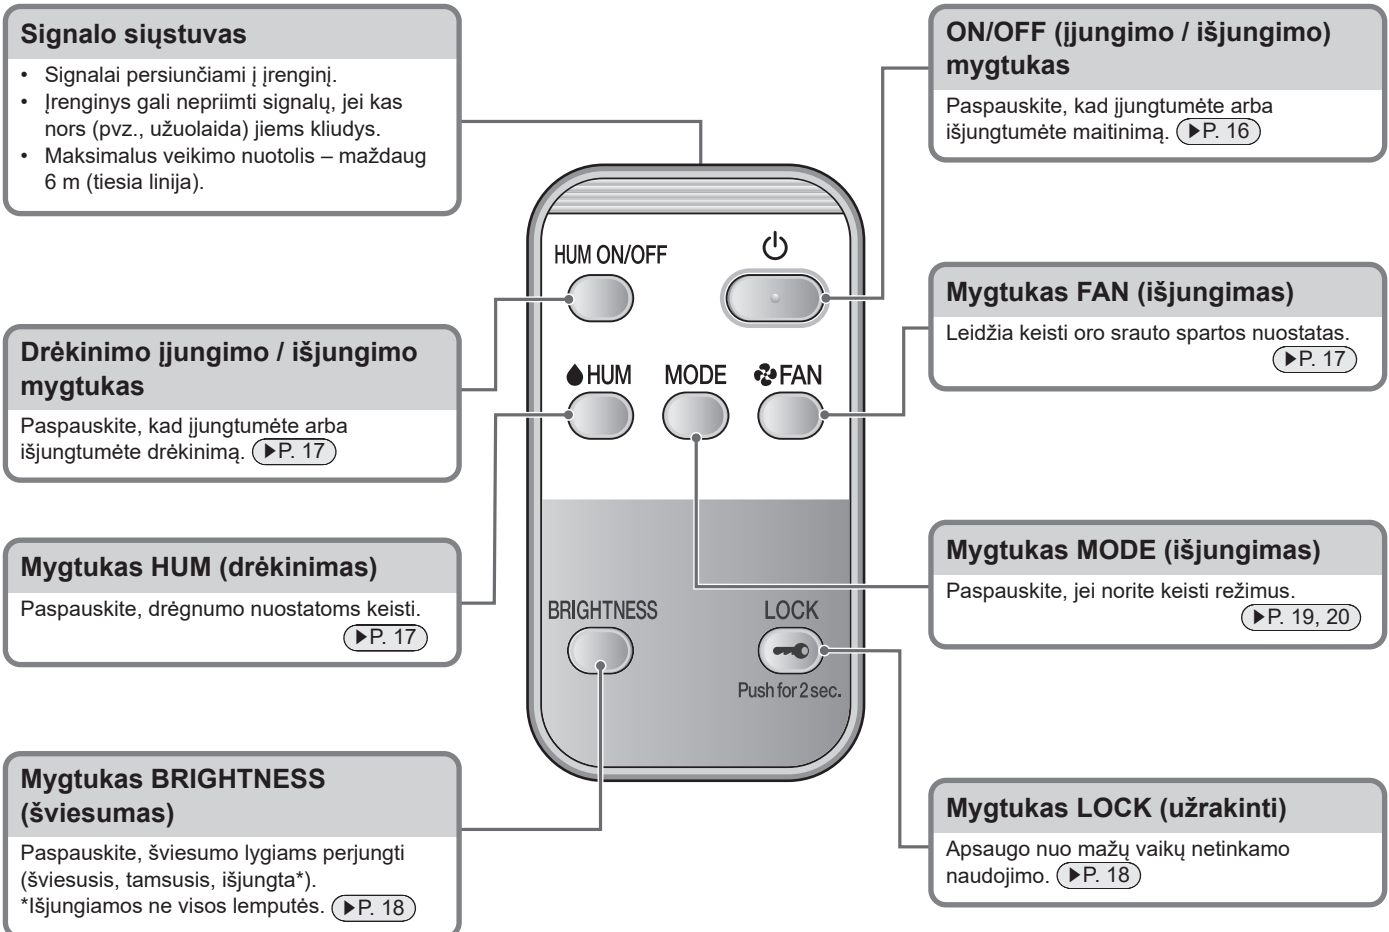 Signalo siųstuvas
• Signalai persiunčiami į įrenginį.
• Įrenginys gali nepriimti signalų, jei kas
nors (pvz., užuolaida) jiems kliudys.
• Maksimalus veikimo nuotolis – maždaug
6 m (tiesia linija).
Drėkinimo įjungimo / išjungimo
mygtukas
Paspauskite, kad įjungtumėte arba
išjungtumėte drėkinimą. ▶P. 17
Mygtukas HUM (drėkinimas)
Paspauskite, drėgnumo nuostatoms keisti.
▶P. 17
Mygtukas BRIGHTNESS
(šviesumas)
Paspauskite, šviesumo lygiams perjungti
(šviesusis, tamsusis, išjungta*).
*Išjungiamos ne visos lemputės. ▶P. 18
HUM ON/OFF
HUM MODE FAN
BRIGHTNESS LOCK
Push for 2 sec.
ON/OFF (įjungimo / išjungimo)
mygtukas
Paspauskite, kad įjungtumėte arba
išjungtumėte maitinimą. ▶P. 16
Mygtukas FAN (išjungimas)
Leidžia keisti oro srauto spartos nuostatas.
▶P. 17
Mygtukas MODE (išjungimas)
Paspauskite, jei norite keisti režimus.
▶P. 19, 20
Mygtukas LOCK (užrakinti)
Apsaugo nuo mažų vaikų netinkamo
naudojimo. ▶P. 18